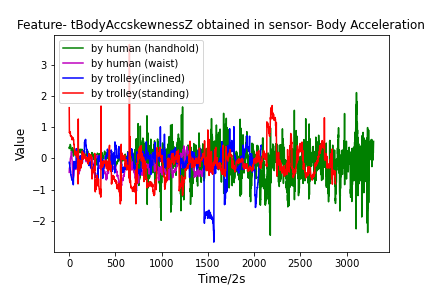 Feature- tBodyAccskewnessZ obtained in sensor- Body Acceleration
by human (handhold)
by human (waist)
by trolley(inclined)
by trolley(standing)
Value
3
2
1
0
−1
−2
0 500 1000 1500 2000 2500 3000
Time/2s